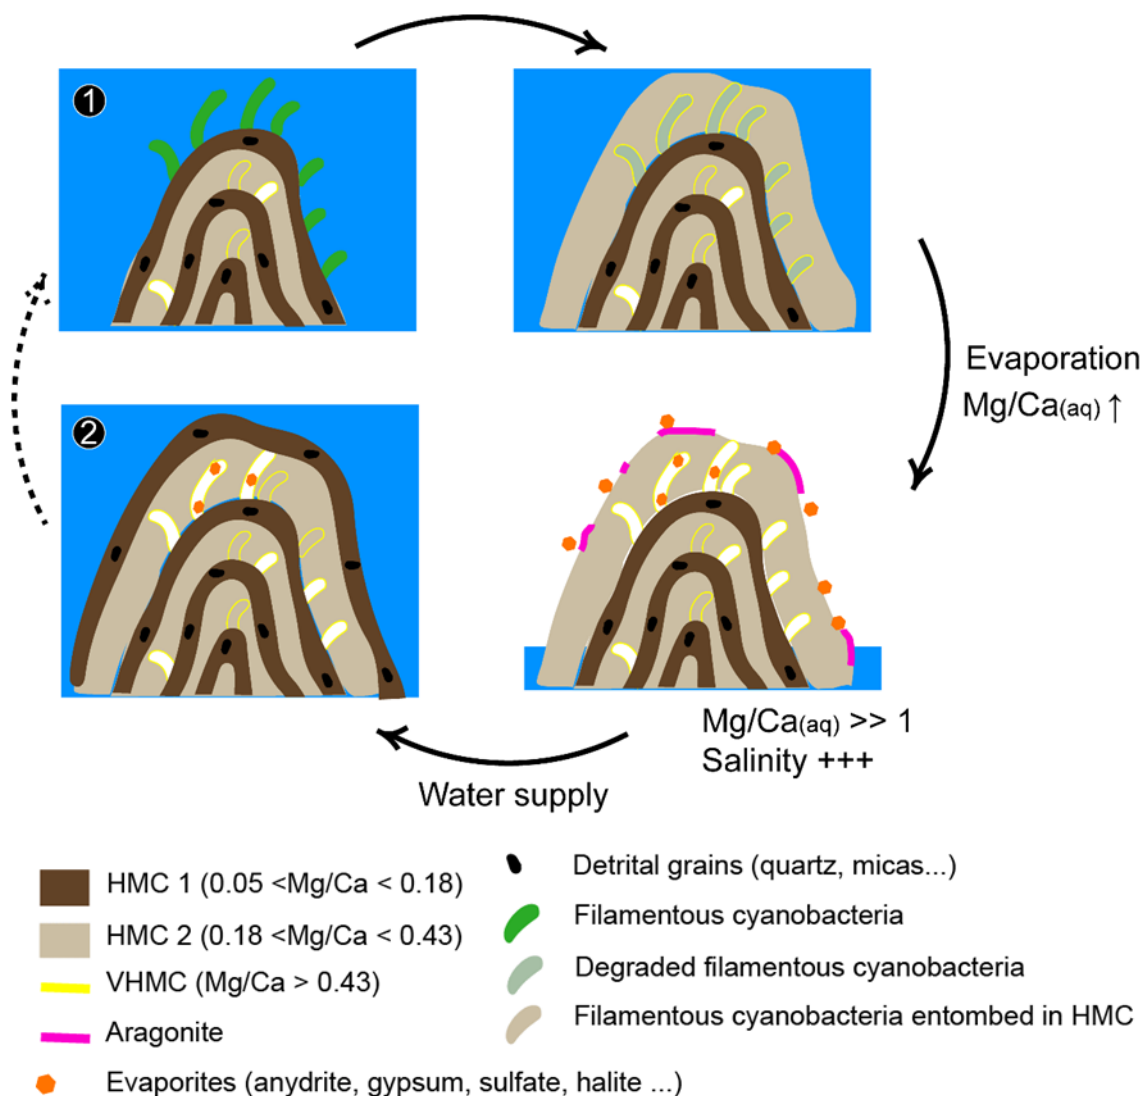 1
Evaporation
Mg/Ca(aq) ↑
2
Mg/Ca(aq) >> 1
Salinity +++
Water supply
HMC 1 (0.05 <Mg/Ca < 0.18)
HMC 2 (0.18 <Mg/Ca < 0.43)
VHMC (Mg/Ca > 0.43)
Aragonite
Evaporites (anydrite, gypsum, sulfate, halite ...)
Detrital grains (quartz, micas...)
Filamentous cyanobacteria
Degraded filamentous cyanobacteria
Filamentous cyanobacteria entombed in HMC